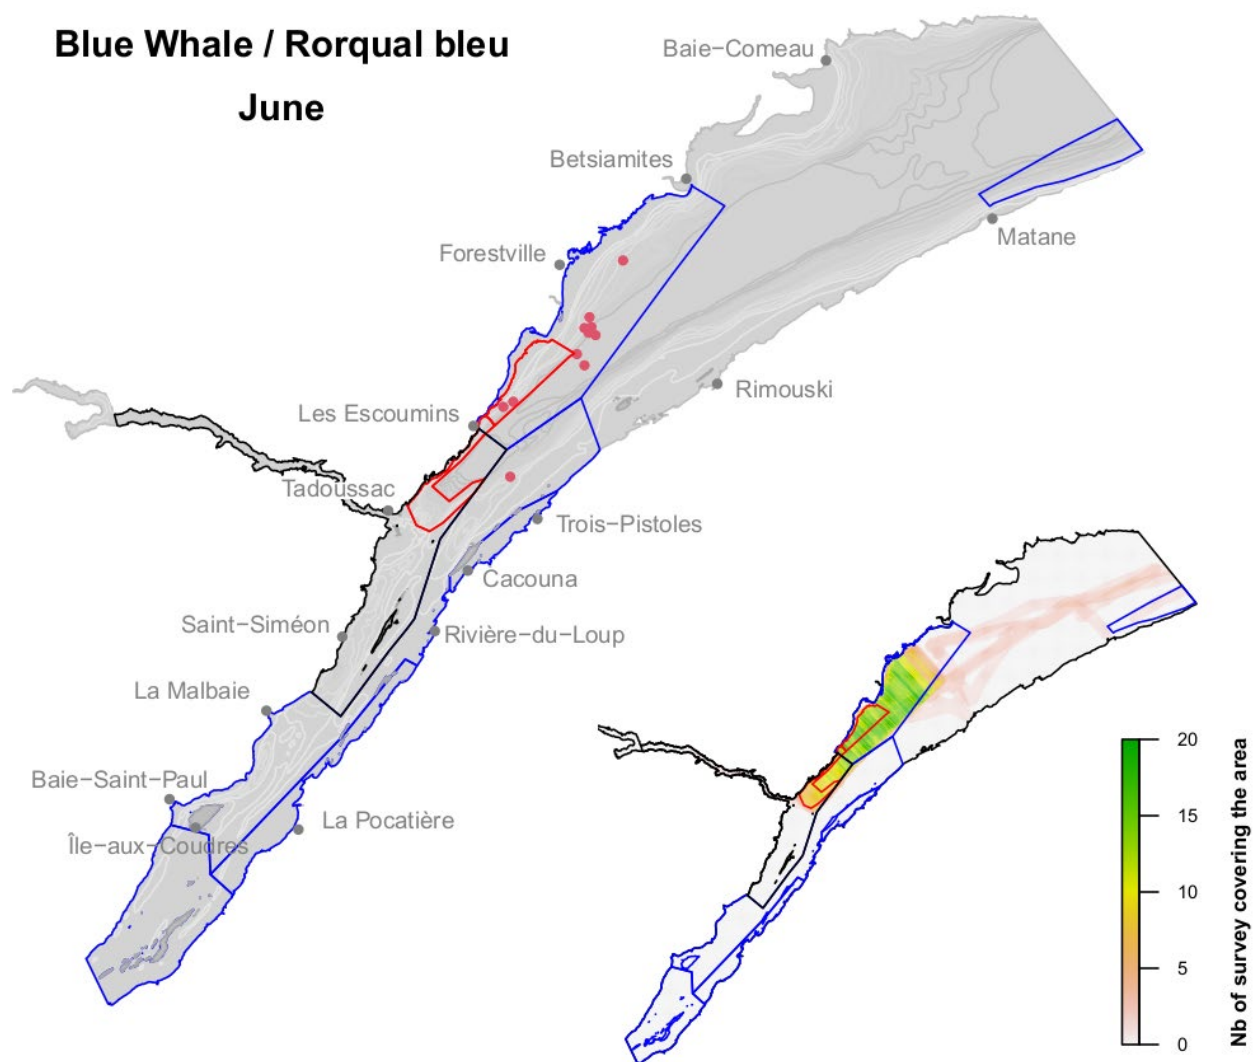 Blue Whale / Rorqual bleu
June
Baie−Comeau
Betsiamites
Forestville
Matane
Rimouski
Les Escoumins
Tadoussac
Trois−Pistoles
Cacouna
Saint−Siméon
Rivière−du−Loup
La Malbaie
Baie−Saint−Paul
La Pocatière
Île−aux−Coudres
20
15
10
5
0
Nb of survey covering the area